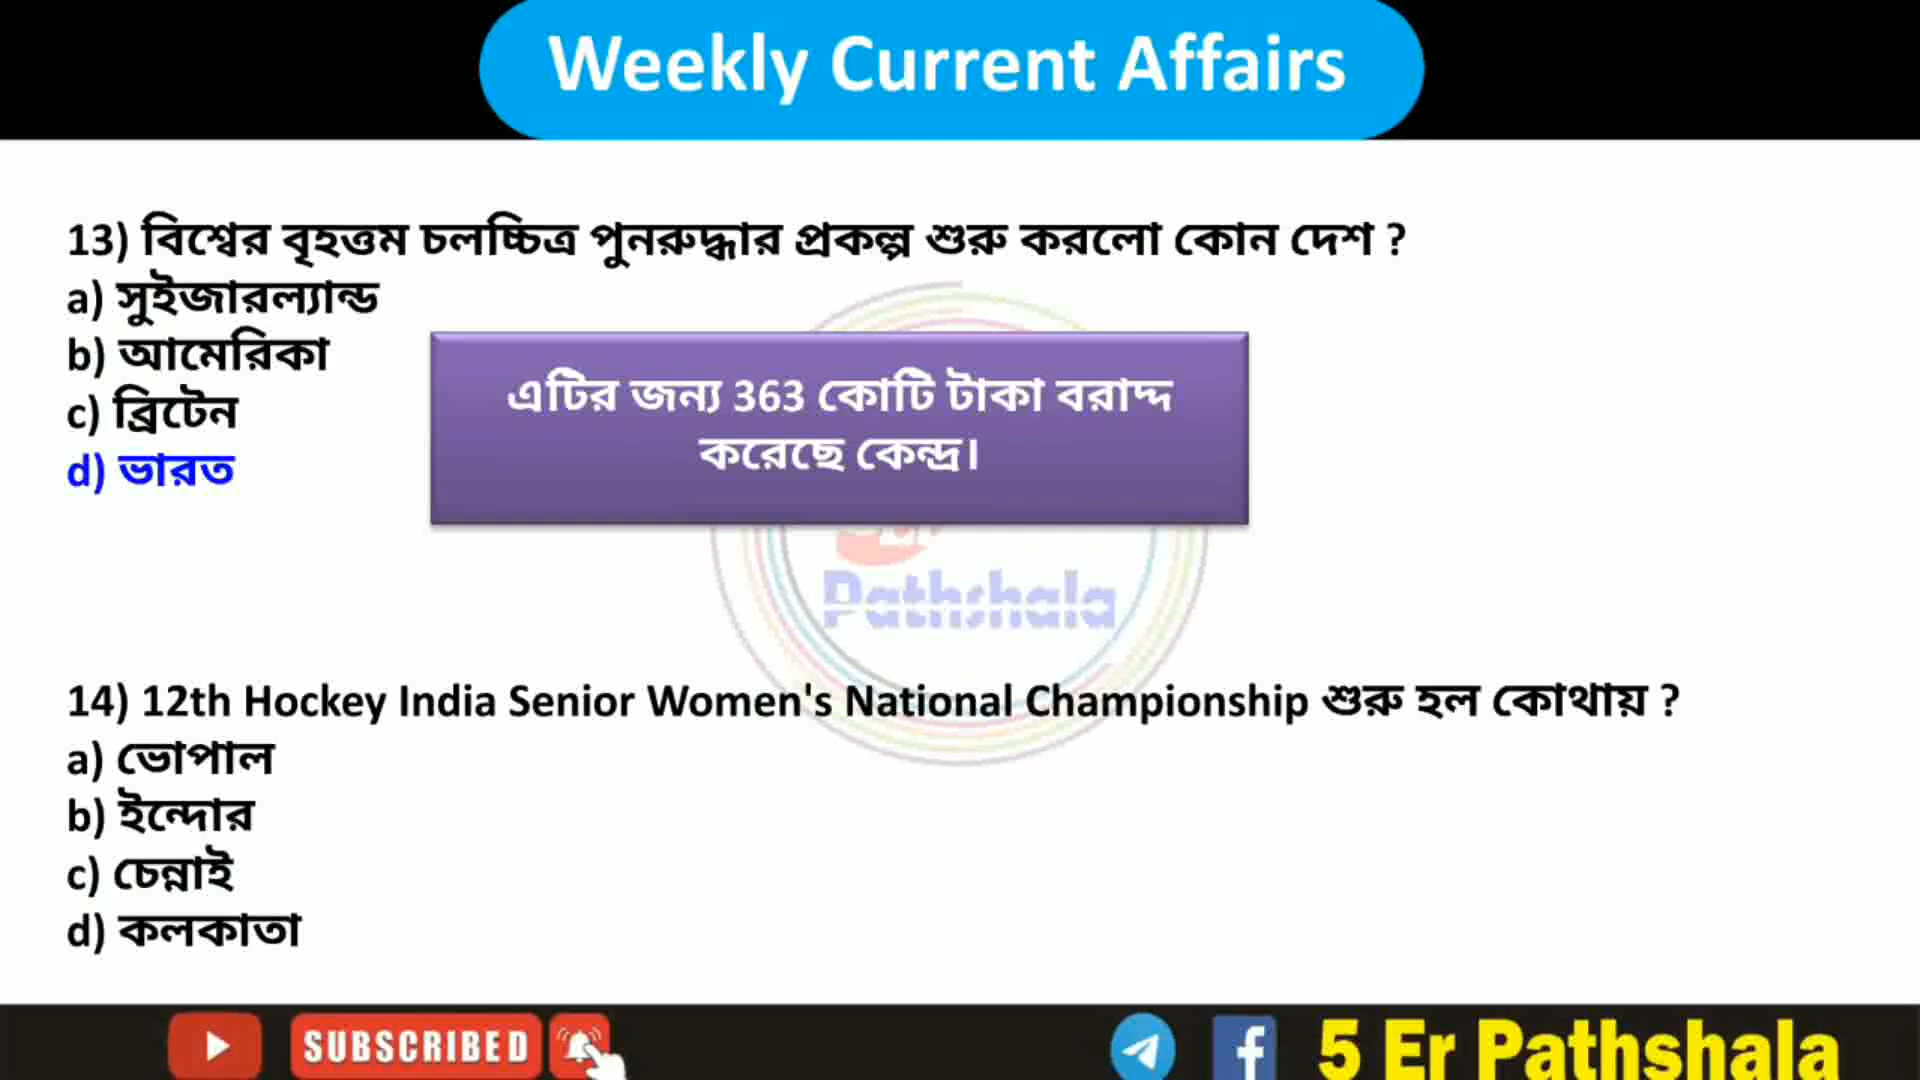 Weekly Current Affairs
13) বিশ্বের বৃহত্তম চলচ্চিত্র পুনরুদ্ধার প্রকল্প শুরু করলো কোন দেশ ?
a) সুইজারল্যান্ড
b) আমেরিকা
c) ব্রিটেন
d) ভারত
এটির জন্য 363 কোটি টাকা বরাদ্দ
করেছে কেন্দ্র।
Pathshala
14) 12th Hockey India Senior Women's National Championship শুরু হল কোথায় ?
a) ভোপাল
b) ইন্দোর
c) চেন্নাই
d) কলকাতা
SUBSCRIBED
5 Er Pathshala